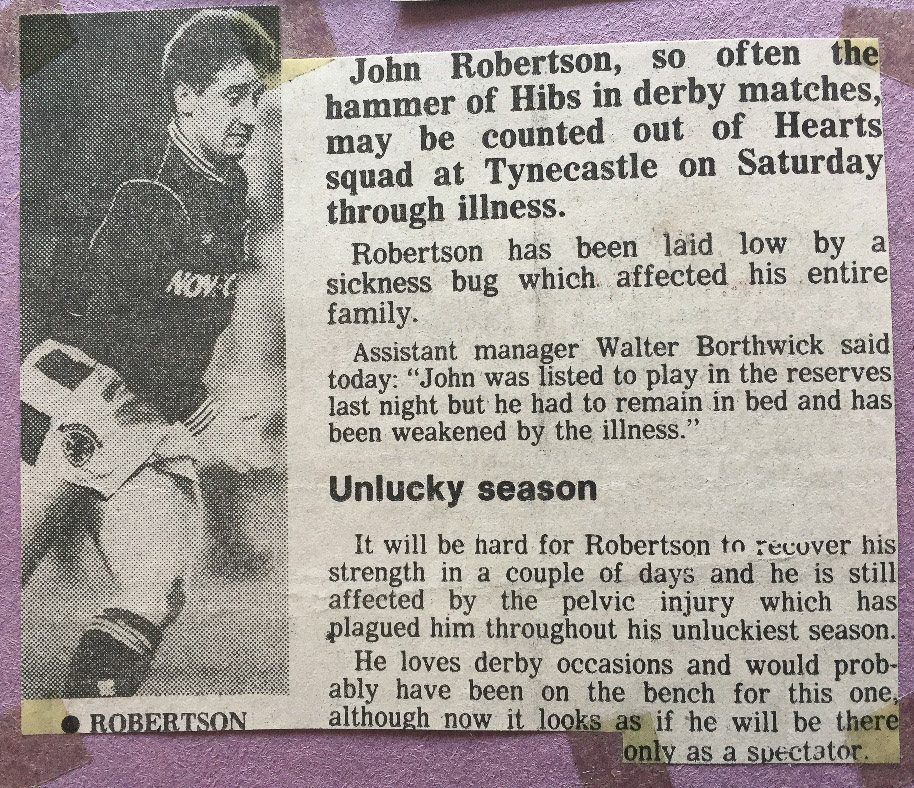 John Robertson, so often the
hammer of Hibs in derby matches,
may be counted out of Hearts
squad at Tynecastle on Saturday
through illness.
Robertson has been laid low by a
sickness bug which affected his entire
family.
Assistant manager Walter Borthwick said
today: “John was listed to play in the reserves
last night but he had to remain in bed and has
been weakened by the illness.”
Unlucky season
It will be hard for Robertson to recover his
strength in a couple of days and he is still
affected by the pelvic injury which has
plagued him throughout his unluckiest season.
He loves derby occasions and would prob-
ably have been on the bench for this one,
although now it looks as if he will be there
only as a spectator.
NOV-C
● ROBERTSON